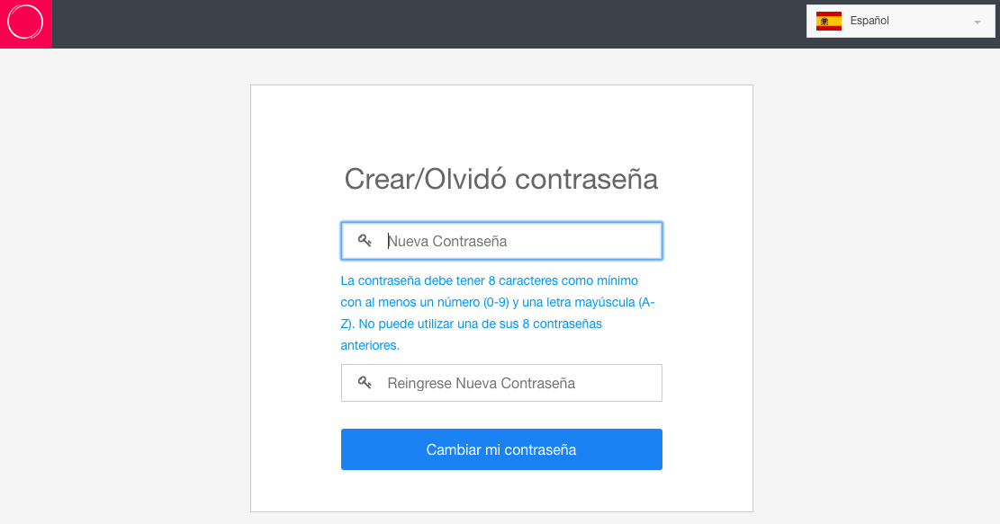 Español
Crear/Olvidó contraseña
Nueva Contraseña
La contraseña debe tener 8 caracteres como mínimo
con al menos un número (0-9) y una letra mayúscula (A-
Z). No puede utilizar una de sus 8 contraseñas
anteriores.
Reingrese Nueva Contraseña
Cambiar mi contraseña